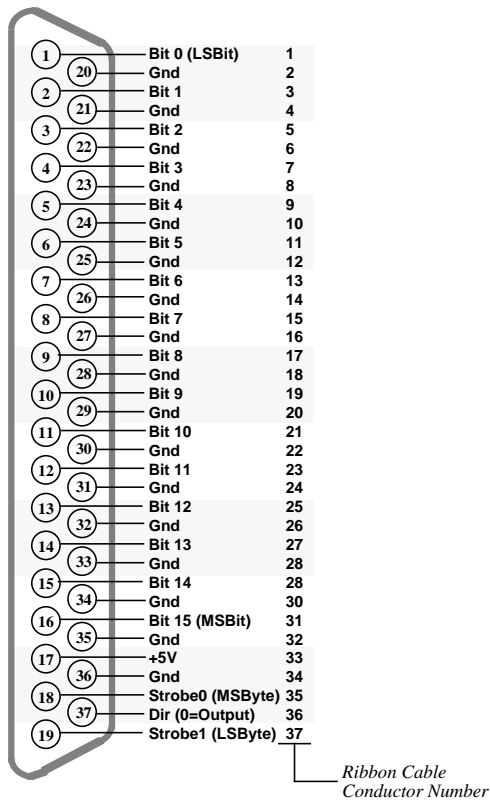 1 Bit 0 (LSBit) 1
20 Gnd 2
2 Bit 1 3
21 Gnd 4
3 Bit 2 5
22 Gnd 6
4 Bit 3 7
23 Gnd 8
5 Bit 4 9
24 Gnd 10
6 Bit 5 11
25 Gnd 12
7 Bit 6 13
26 Gnd 14
8 Bit 7 15
27 Gnd 16
9 Bit 8 17
28 Gnd 18
10 Bit 9 19
29 Gnd 20
11 Bit 10 21
30 Gnd 22
12 Bit 11 23
31 Gnd 24
13 Bit 12 25
32 Gnd 26
14 Bit 13 27
33 Gnd 28
15 Bit 14 28
34 Gnd 30
16 Bit 15 (MSBit) 31
35 Gnd 32
17 +5V 33
36 Gnd 34
18 Strobe0 (MSByte) 35
37 Dir (0=Output) 36
19 Strobe1 (LSByte) 37
Ribbon Cable
Conductor Number